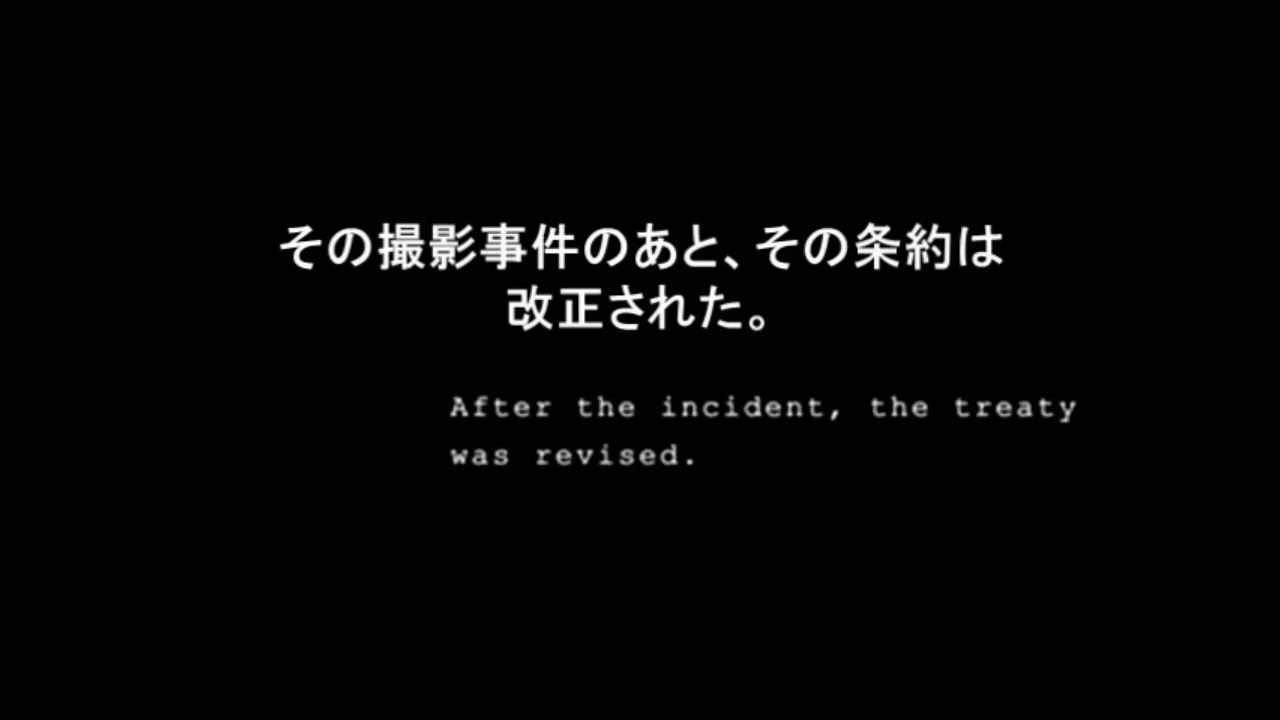 その撮影事件のあと、その条約は
改正された。
After the incident, the treaty
was revised.